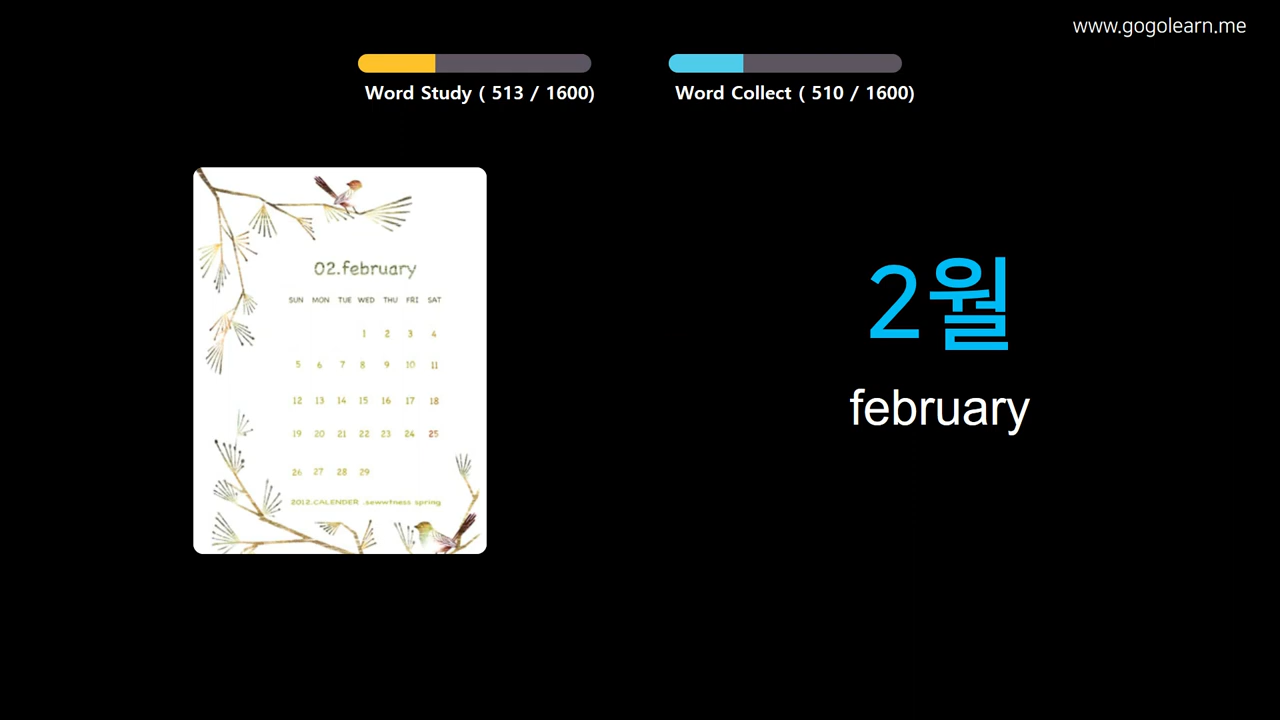 www.gogolearn.me
Word Study ( 513 / 1600)
Word Collect ( 510 / 1600)
02.february
SUN MON TUE WED THU FRI SAT
1 2 3 4
5 6 7 8 9 10 11
12 13 14 15 16 17 18
19 20 21 22 23 24 25
26 27 28 29
2012.CALENDER .sewwtness spring
2월
february